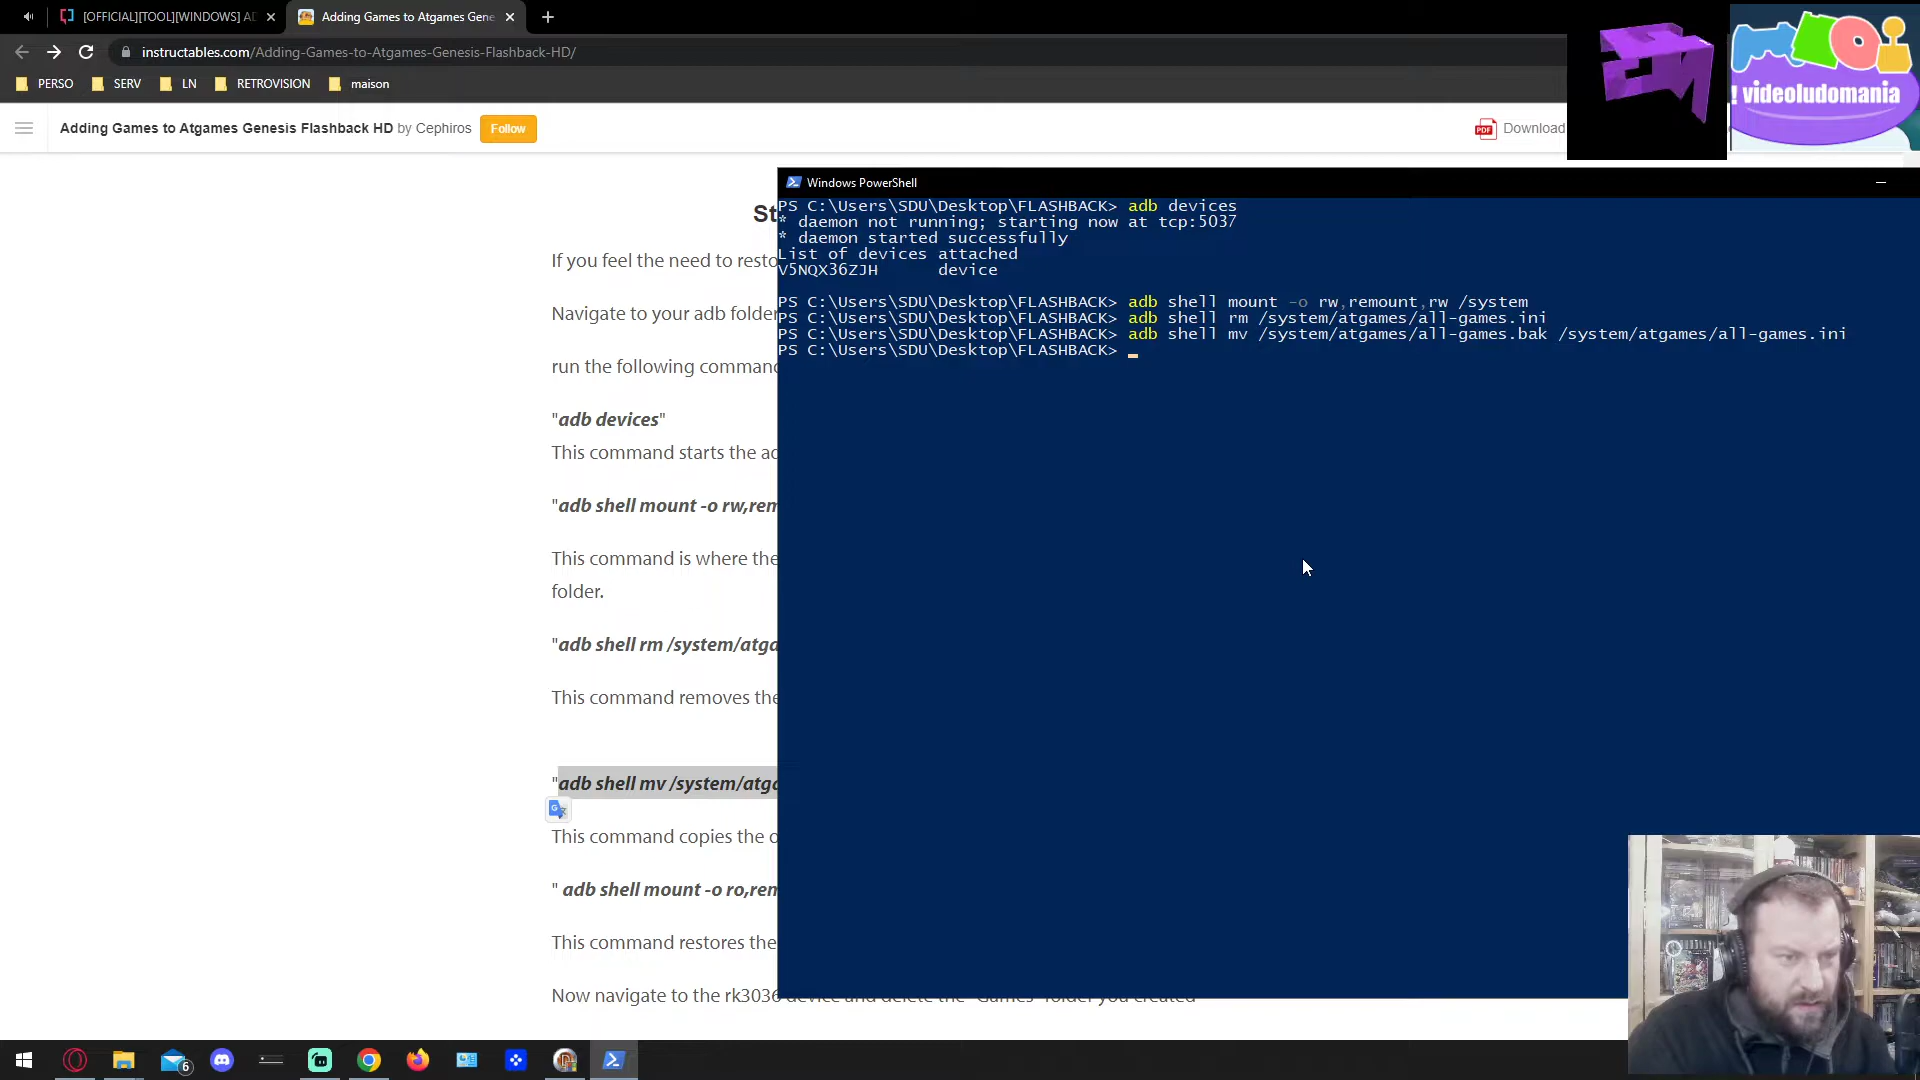 [OFFICIAL][TOOL][WINDOWS] AD
Adding Games to Atgames Gene
instructables.com/Adding-Games-to-Atgames-Genesis-Flashback-HD/
PERSO
SERV
LN
RETROVISION
maison
Adding Games to Atgames Genesis Flashback HD by Cephiros
Follow
PDF
Download
! videoludomania
Windows PowerShell
PS C:\Users\SDU\Desktop\FLASHBACK> adb devices
* daemon not running; starting now at tcp:5037
* daemon started successfully
List of devices attached
V5NQX36ZJH device
PS C:\Users\SDU\Desktop\FLASHBACK> adb shell mount -o rw,remount,rw /system
PS C:\Users\SDU\Desktop\FLASHBACK> adb shell rm /system/atgames/all-games.ini
PS C:\Users\SDU\Desktop\FLASHBACK> adb shell mv /system/atgames/all-games.bak /system/atgames/all-games.ini
PS C:\Users\SDU\Desktop\FLASHBACK>
St
If you feel the need to resto
Navigate to your adb folder
run the following command
"adb devices"
This command starts the ad
"adb shell mount -o rw,rem
This command is where the
folder.
"adb shell rm /system/atga
This command removes the
"adb shell mv /system/atga
This command copies the o
" adb shell mount -o ro,rem
This command restores the
Now navigate to the rk3036 device and delete the "Games" folder you created
6